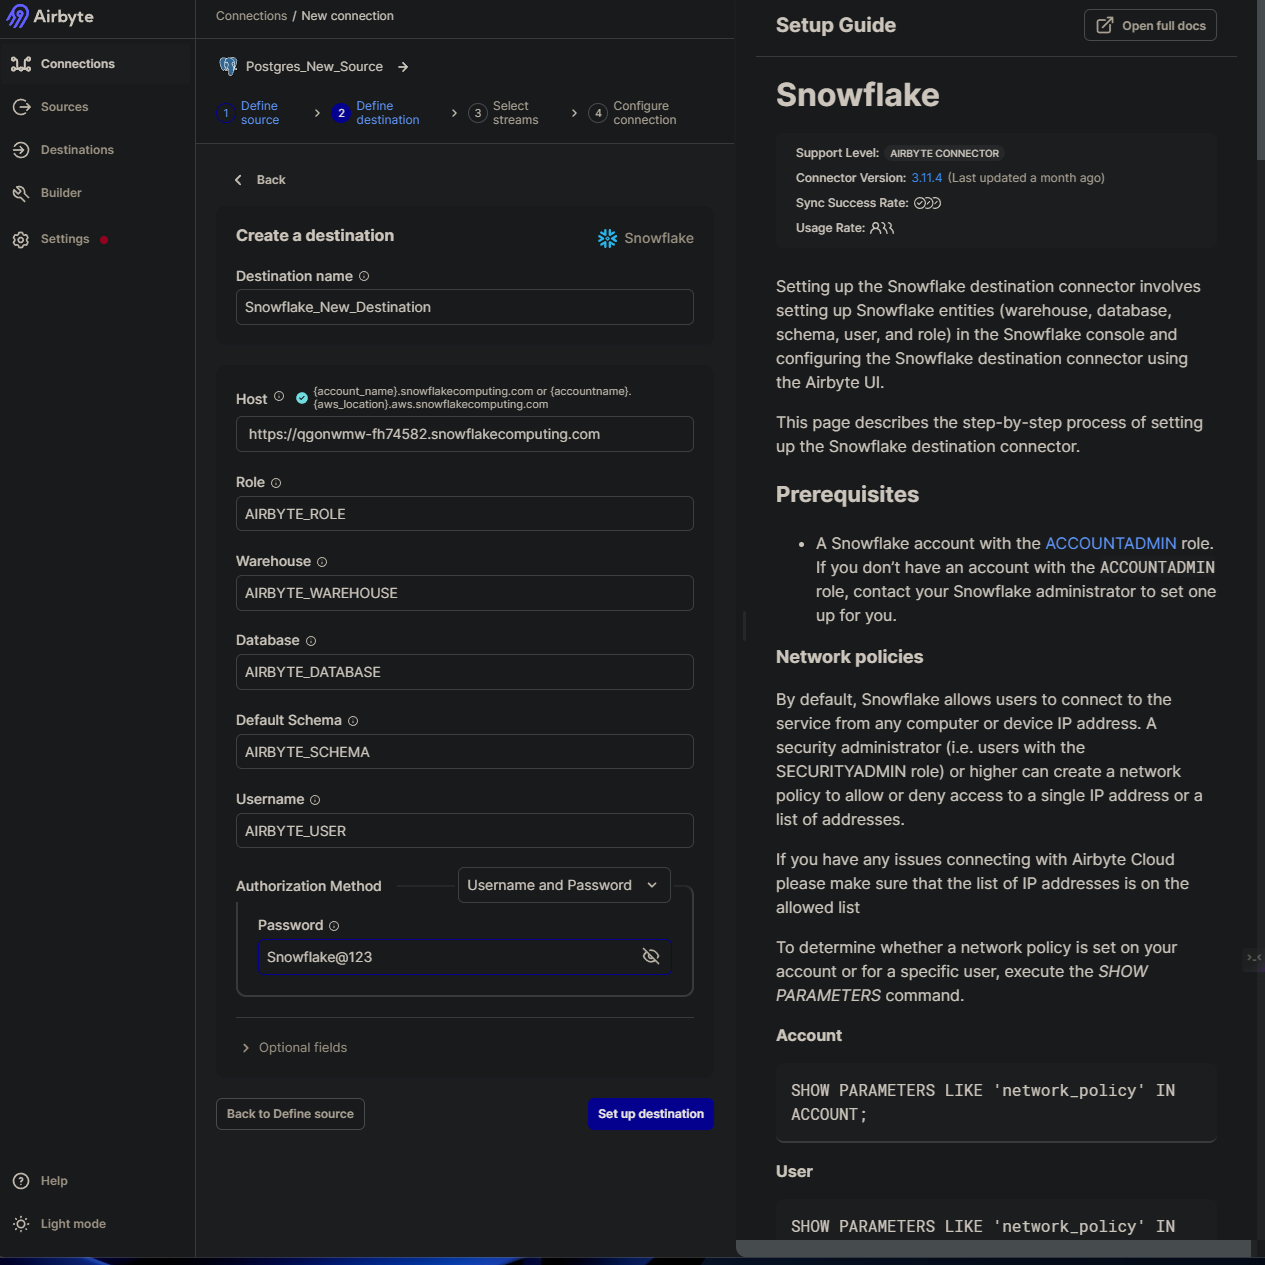 Airbyte
Connections
Sources
Destinations
Builder
Settings
Help
Light mode
Connections / New connection
Postgres_New_Source
1 Define source
2 Define destination
3 Select streams
4 Configure connection
Back
Create a destination
Snowflake
Destination name
Snowflake_New_Destination
Host
{account_name}.snowflakecomputing.com or {accountname}.
{aws_location}.aws.snowflakecomputing.com
https://qgonwmw-fh74582.snowflakecomputing.com
Role
AIRBYTE_ROLE
Warehouse
AIRBYTE_WAREHOUSE
Database
AIRBYTE_DATABASE
Default Schema
AIRBYTE_SCHEMA
Username
AIRBYTE_USER
Authorization Method
Username and Password
Password
Snowflake@123
Optional fields
Back to Define source
Set up destination
Setup Guide
Open full docs
Snowflake
Support Level: AIRBYTE CONNECTOR
Connector Version: 3.11.4 (Last updated a month ago)
Sync Success Rate:
Usage Rate:
Setting up the Snowflake destination connector involves
setting up Snowflake entities (warehouse, database,
schema, user, and role) in the Snowflake console and
configuring the Snowflake destination connector using
the Airbyte UI.
This page describes the step-by-step process of setting
up the Snowflake destination connector.
Prerequisites
• A Snowflake account with the ACCOUNTADMIN role.
If you don’t have an account with the ACCOUNTADMIN
role, contact your Snowflake administrator to set one
up for you.
Network policies
By default, Snowflake allows users to connect to the
service from any computer or device IP address. A
security administrator (i.e. users with the
SECURITYADMIN role) or higher can create a network
policy to allow or deny access to a single IP address or a
list of addresses.
If you have any issues connecting with Airbyte Cloud
please make sure that the list of IP addresses is on the
allowed list
To determine whether a network policy is set on your
account or for a specific user, execute the SHOW
PARAMETERS command.
Account
SHOW PARAMETERS LIKE 'network_policy' IN
ACCOUNT;
User
SHOW PARAMETERS LIKE 'network_policy' IN